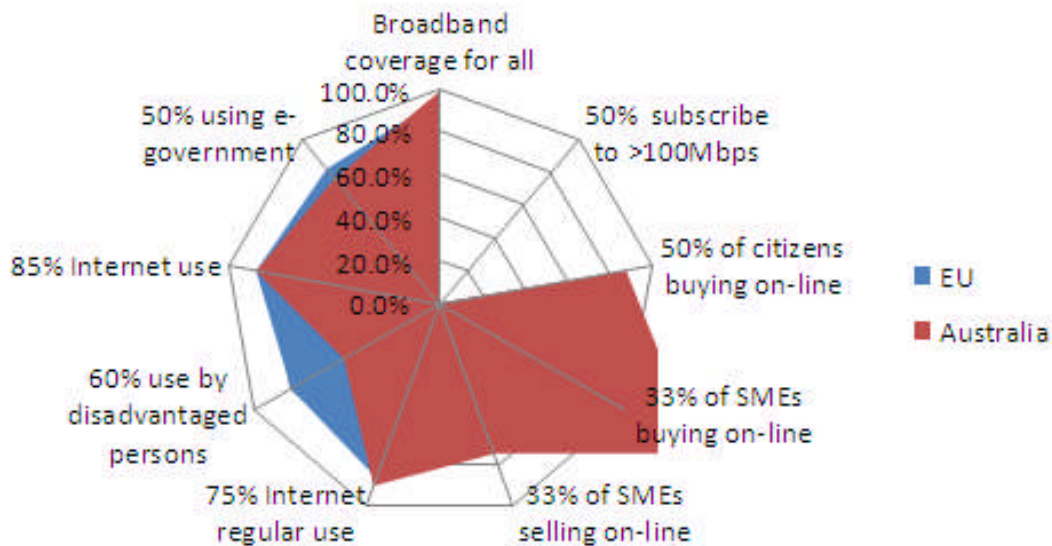 Broadband
coverage for all
100.0%
80.0%
60.0%
40.0%
20.0%
0.0%
50% subscribe
to >100Mbps
50% of citizens
buying on-line
33% of SMEs
buying on-line
33% of SMEs
selling on-line
75% Internet
regular use
60% use by
disadvantaged
persons
85% Internet use
50% using e-
government
EU
Australia